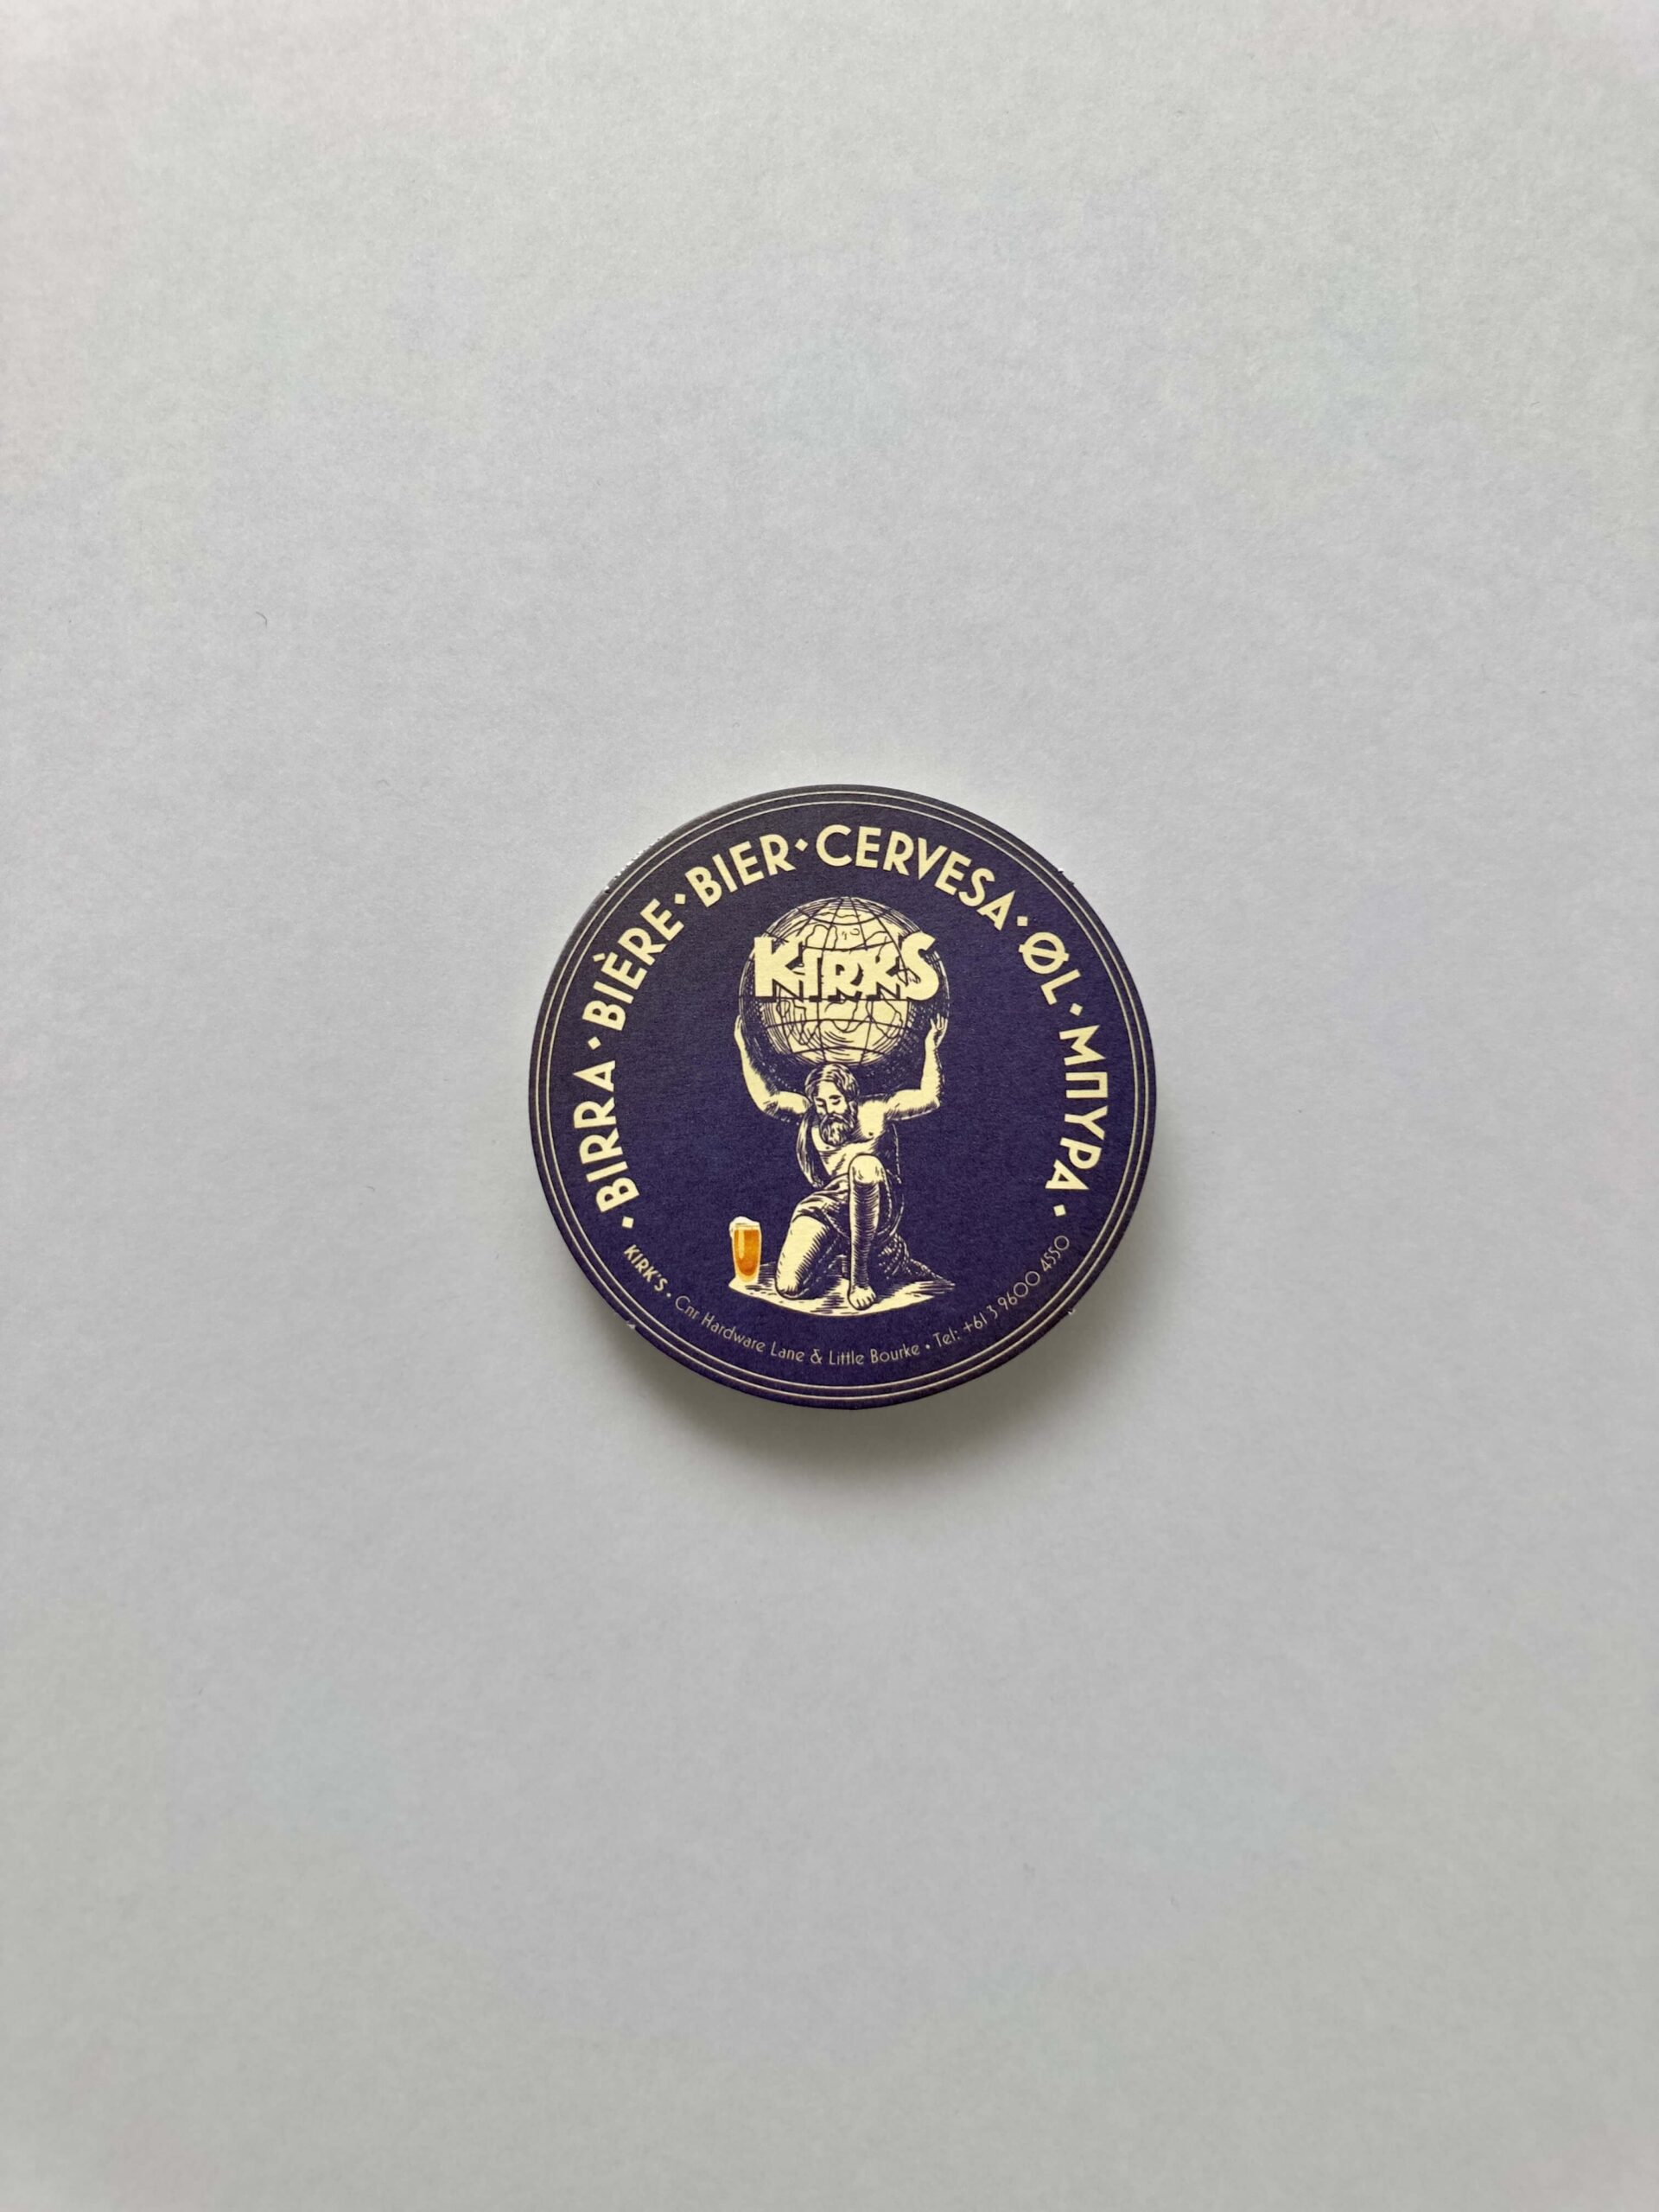 • BIRRA • BIÈRE • BIER • CERVESA • ØL • ΜΠΥΡΑ •
KIRKS
KIRK'S • Cnr Hardware Lane & Little Bourke • Tel: +61 3 9600 4550